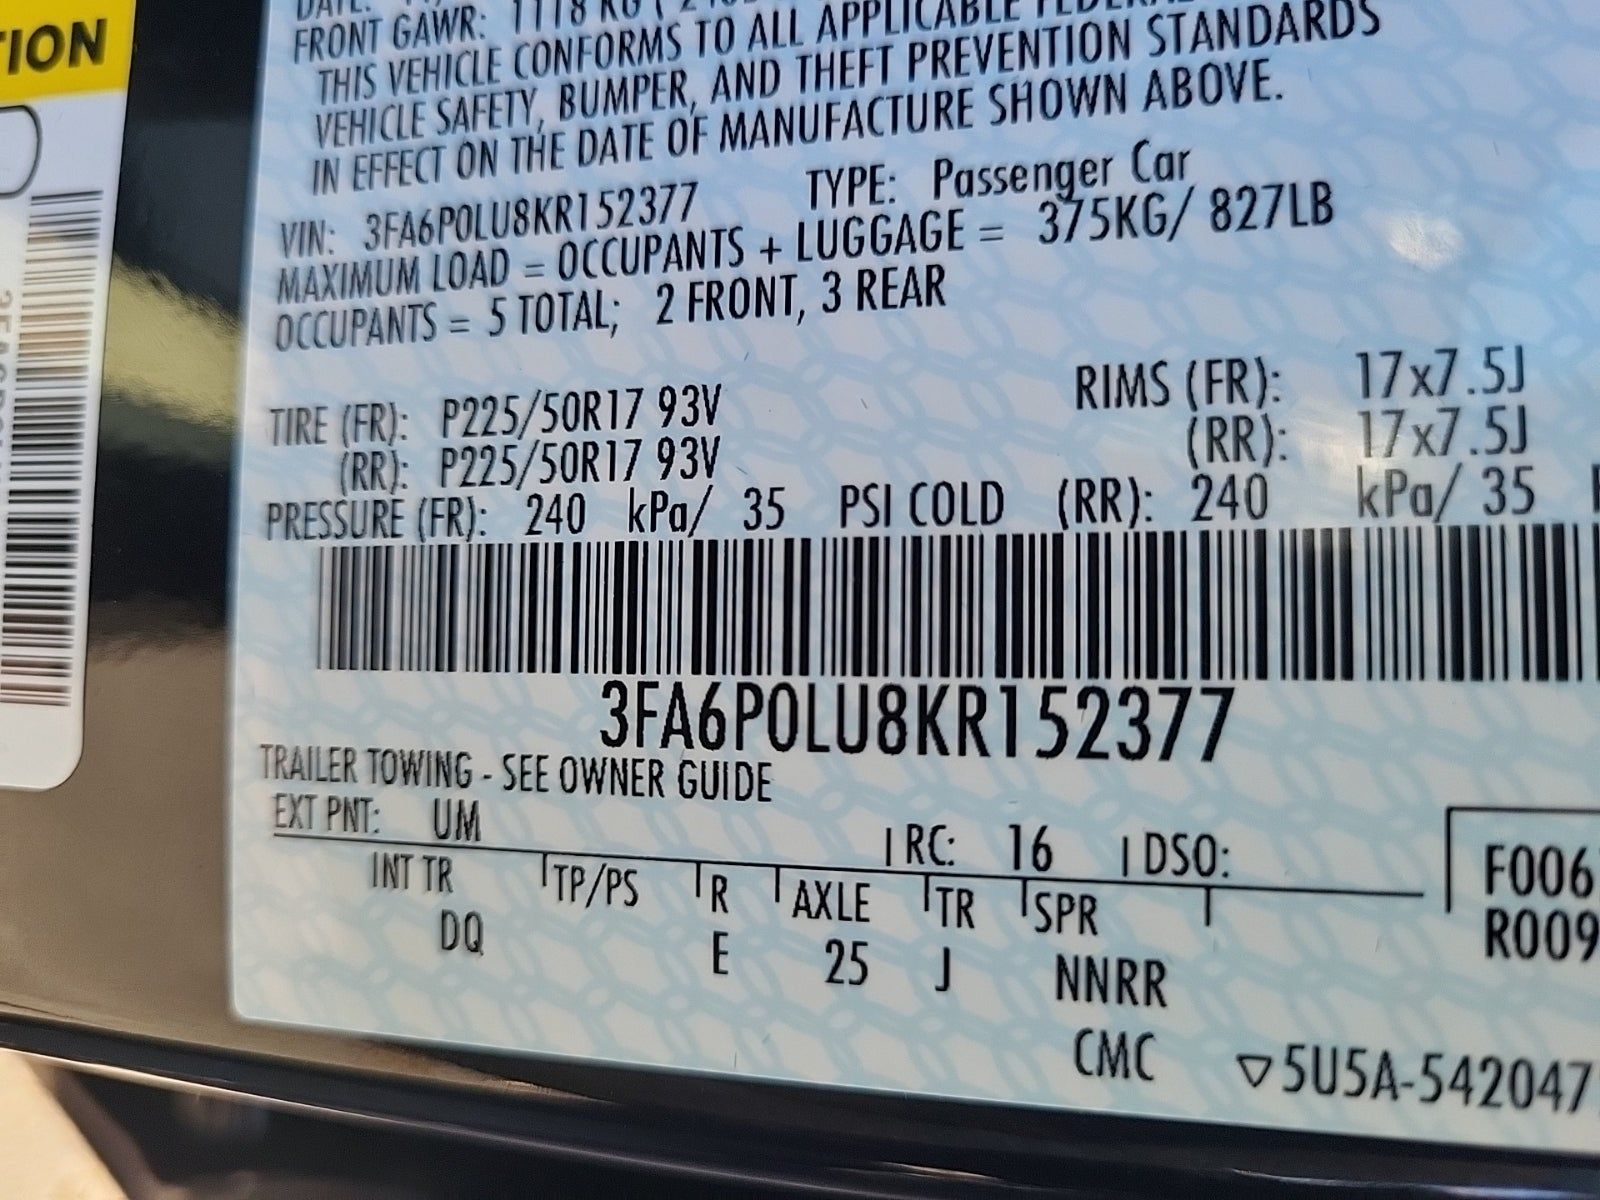 TION
FRONT GAWR: 1118 KG
THIS VEHICLE CONFORMS TO ALL APPLICABLE
VEHICLE SAFETY, BUMPER, AND THEFT PREVENTION STANDARDS
IN EFFECT ON THE DATE OF MANUFACTURE SHOWN ABOVE.
VIN: 3FA6P0LU8KR152377 TYPE: Passenger Car
MAXIMUM LOAD = OCCUPANTS + LUGGAGE = 375KG/ 827LB
OCCUPANTS = 5 TOTAL; 2 FRONT, 3 REAR
TIRE (FR): P225/50R17 93V RIMS (FR): 17x7.5J
(RR): P225/50R17 93V (RR): 17x7.5J
PRESSURE (FR): 240 kPa/ 35 PSI COLD (RR): 240 kPa/ 35
3FA6P0LU8KR152377
TRAILER TOWING - SEE OWNER GUIDE
EXT PNT: UM RC: 16 DSO:
INT TR TP/PS R AXLE TR SPR F006
DQ E 25 J NNRR R009
CMC ▽5U5A-542047